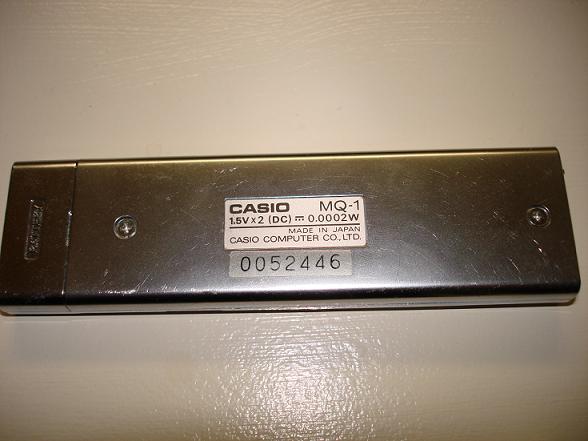 CASIO MQ-1
1.5V x 2 (DC) ⎓ 0.0002W
MADE IN JAPAN
CASIO COMPUTER CO., LTD.
0052446